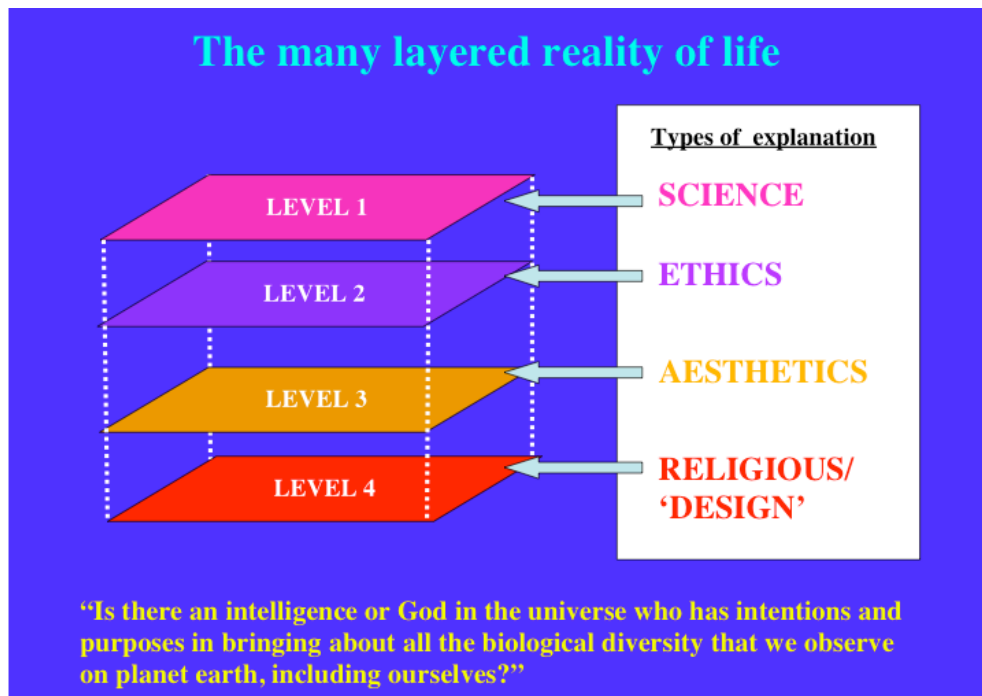 The many layered reality of life
Types of explanation
LEVEL 1
SCIENCE
LEVEL 2
ETHICS
LEVEL 3
AESTHETICS
LEVEL 4
RELIGIOUS/
‘DESIGN’
“Is there an intelligence or God in the universe who has intentions and
purposes in bringing about all the biological diversity that we observe
on planet earth, including ourselves?”